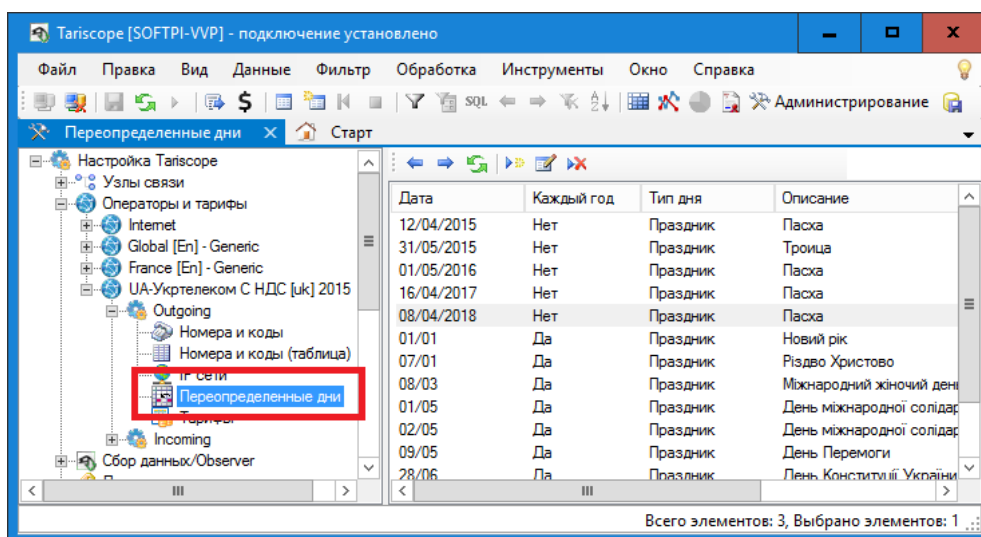 Tariscope [SOFTPI-VVP] - подключение установлено
Файл Правка Вид Данные Фильтр Обработка Инструменты Окно Справка
SQL Администрирование
Переопределенные дни Старт
Настройка Tariscope
Узлы связи
Операторы и тарифы
Internet
Global [En] - Generic
France [En] - Generic
UA-Укртелеком С НДС [uk] 2015
Outgoing
Номера и коды
Номера и коды (таблица)
IP сети
Переопределенные дни
Тарифы
Incoming
Сбор данных/Observer
Дата Каждый год Тип дня Описание
12/04/2015 Нет Праздник Пасха
31/05/2015 Нет Праздник Троица
01/05/2016 Нет Праздник Пасха
16/04/2017 Нет Праздник Пасха
08/04/2018 Нет Праздник Пасха
01/01 Да Праздник Новий рік
07/01 Да Праздник Різдво Христово
08/03 Да Праздник Міжнародний жіночий ден
01/05 Да Праздник День міжнародної солідар
02/05 Да Праздник День міжнародної солідар
09/05 Да Праздник День Перемоги
28/06 Да Праздник День Конституції України
Всего элементов: 3, Выбрано элементов: 1